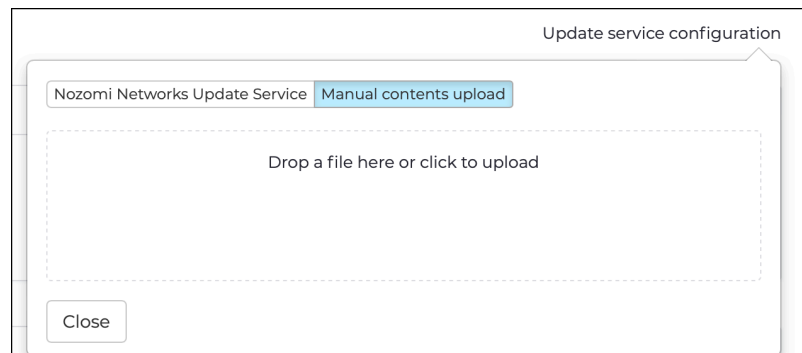 Update service configuration
Nozomi Networks Update Service Manual contents upload
Drop a file here or click to upload
Close